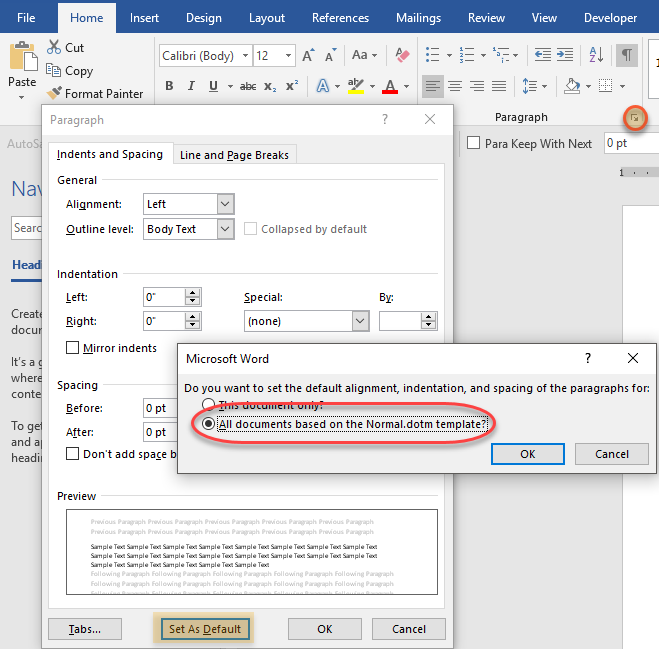 File Home Insert Design Layout References Mailings Review View Developer
Cut
Copy
Format Painter
Paste
Calibri (Body) 12 A A Aa A
B I U abc x₂ x² A ab A
Paragraph
Para Keep With Next 0 pt
1
Paragraph ?
Indents and Spacing Line and Page Breaks
General
Alignment: Left
Outline level: Body Text Collapsed by default
Indentation
Left: 0" Special: By:
Right: 0" (none)
Mirror indents
Spacing
Before: 0 pt
After: 0 pt
Don't add space b
Preview
Previous Paragraph Previous Paragraph Previous Paragraph Previous Paragraph Previous Paragraph
Previous Paragraph Previous Paragraph Previous Paragraph Previous Paragraph Previous Paragraph
Sample Text Sample Text Sample Text Sample Text Sample Text Sample Text Sample Text Sample Text
Sample Text Sample Text Sample Text Sample Text Sample Text Sample Text Sample Text Sample Text
Sample Text Sample Text Sample Text Sample Text Sample Text
Following Paragraph Following Paragraph Following Paragraph Following Paragraph Following Paragraph
Following Paragraph Following Paragraph Following Paragraph Following Paragraph Following Paragraph
Following Paragraph Following Paragraph Following Paragraph Following Paragraph Following Paragraph
Tabs... Set As Default OK Cancel
Microsoft Word ?
Do you want to set the default alignment, indentation, and spacing of the paragraphs for:
This document only?
All documents based on the Normal.dotm template?
OK Cancel
AutoSa
Nav
Searc
Headi
Create
docum
It's a g
where
conte
To get
and ap
headin